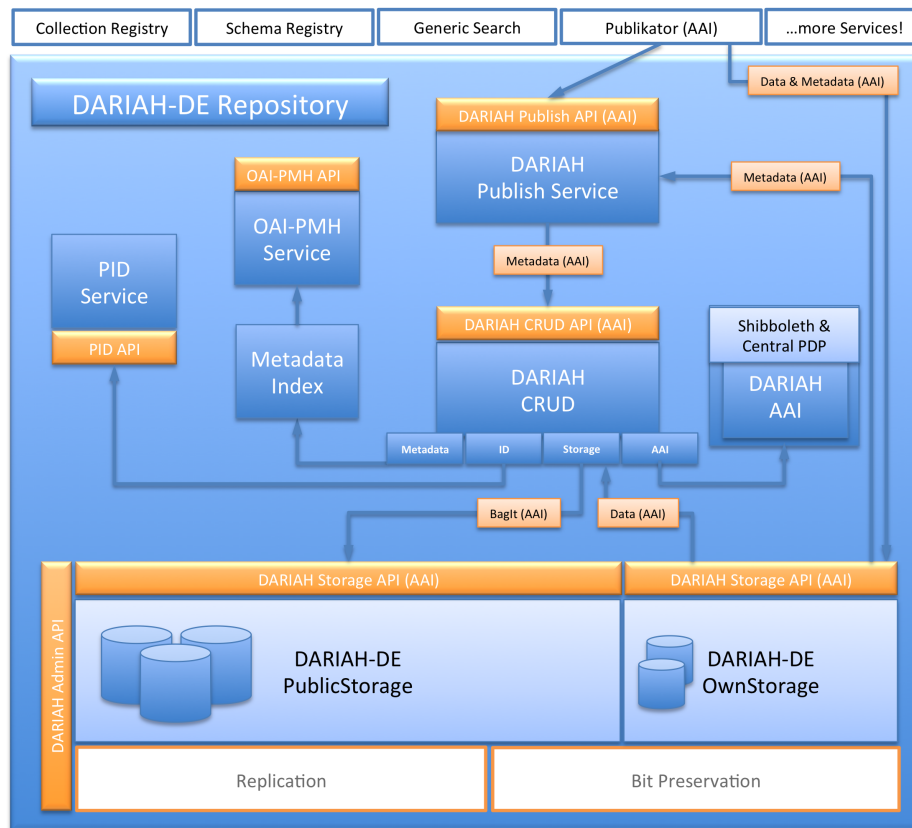 Collection Registry
Schema Registry
Generic Search
Publikator (AAI)
...more Services!
Data & Metadata (AAI)
DARIAH-DE Repository
DARIAH Publish API (AAI)
DARIAH
Publish Service
Metadata (AAI)
OAI-PMH API
OAI-PMH
Service
PID
Service
PID API
Metadata (AAI)
DARIAH CRUD API (AAI)
DARIAH
CRUD
Metadata
Index
Shibboleth &
Central PDP
DARIAH
AAI
Metadata
ID
Storage
AAI
BagIt (AAI)
Data (AAI)
DARIAH Storage API (AAI)
DARIAH Storage API (AAI)
DARIAH Admin API
DARIAH-DE
PublicStorage
DARIAH-DE
OwnStorage
Replication
Bit Preservation